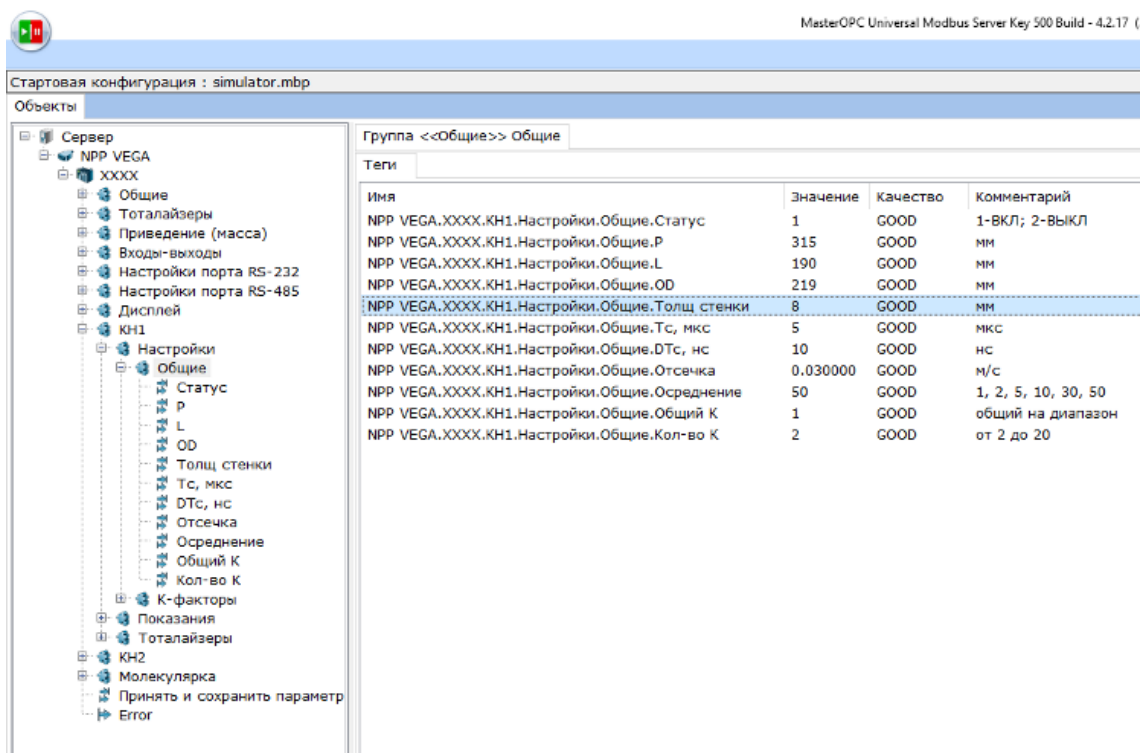 MasterOPC Universal Modbus Server Key 500 Build - 4.2.17 (
Стартовая конфигурация : simulator.mbp
Объекты
Сервер
NPP VEGA
XXXX
Общие
Тоталайзеры
Приведение (масса)
Входы-выходы
Настройки порта RS-232
Настройки порта RS-485
Дисплей
КН1
Настройки
Общие
Статус
P
L
OD
Толщ стенки
Тс, мкс
DTс, нс
Отсечка
Осреднение
Общий К
Кол-во К
К-факторы
Показания
Тоталайзеры
КН2
Молекулярка
Принять и сохранить параметр
Error
Группа <<Общие>> Общие
Теги
Имя Значение Качество Комментарий
NPP VEGA.XXXX.КН1.Настройки.Общие.Статус 1 GOOD 1-ВКЛ; 2-ВЫКЛ
NPP VEGA.XXXX.КН1.Настройки.Общие.P 315 GOOD мм
NPP VEGA.XXXX.КН1.Настройки.Общие.L 190 GOOD мм
NPP VEGA.XXXX.КН1.Настройки.Общие.OD 219 GOOD мм
NPP VEGA.XXXX.КН1.Настройки.Общие.Толщ стенки 8 GOOD мм
NPP VEGA.XXXX.КН1.Настройки.Общие.Тс, мкс 5 GOOD мкс
NPP VEGA.XXXX.КН1.Настройки.Общие.DTс, нс 10 GOOD нс
NPP VEGA.XXXX.КН1.Настройки.Общие.Отсечка 0.030000 GOOD м/с
NPP VEGA.XXXX.КН1.Настройки.Общие.Осреднение 50 GOOD 1, 2, 5, 10, 30, 50
NPP VEGA.XXXX.КН1.Настройки.Общие.Общий К 1 GOOD общий на диапазон
NPP VEGA.XXXX.КН1.Настройки.Общие.Кол-во К 2 GOOD от 2 до 20